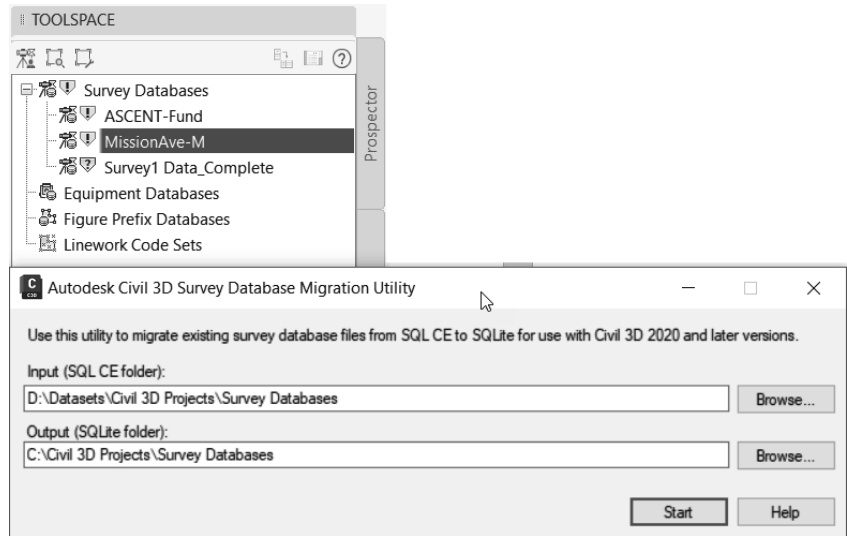 TOOLSPACE
Survey Databases
ASCENT-Fund
MissionAve-M
Survey1 Data_Complete
Equipment Databases
Figure Prefix Databases
Linework Code Sets
Prospector
C
C3D
Autodesk Civil 3D Survey Database Migration Utility
Use this utility to migrate existing survey database files from SQL CE to SQLite for use with Civil 3D 2020 and later versions.
Input (SQL CE folder):
D:\Datasets\Civil 3D Projects\Survey Databases
Browse...
Output (SQLite folder):
C:\Civil 3D Projects\Survey Databases
Browse...
Start
Help